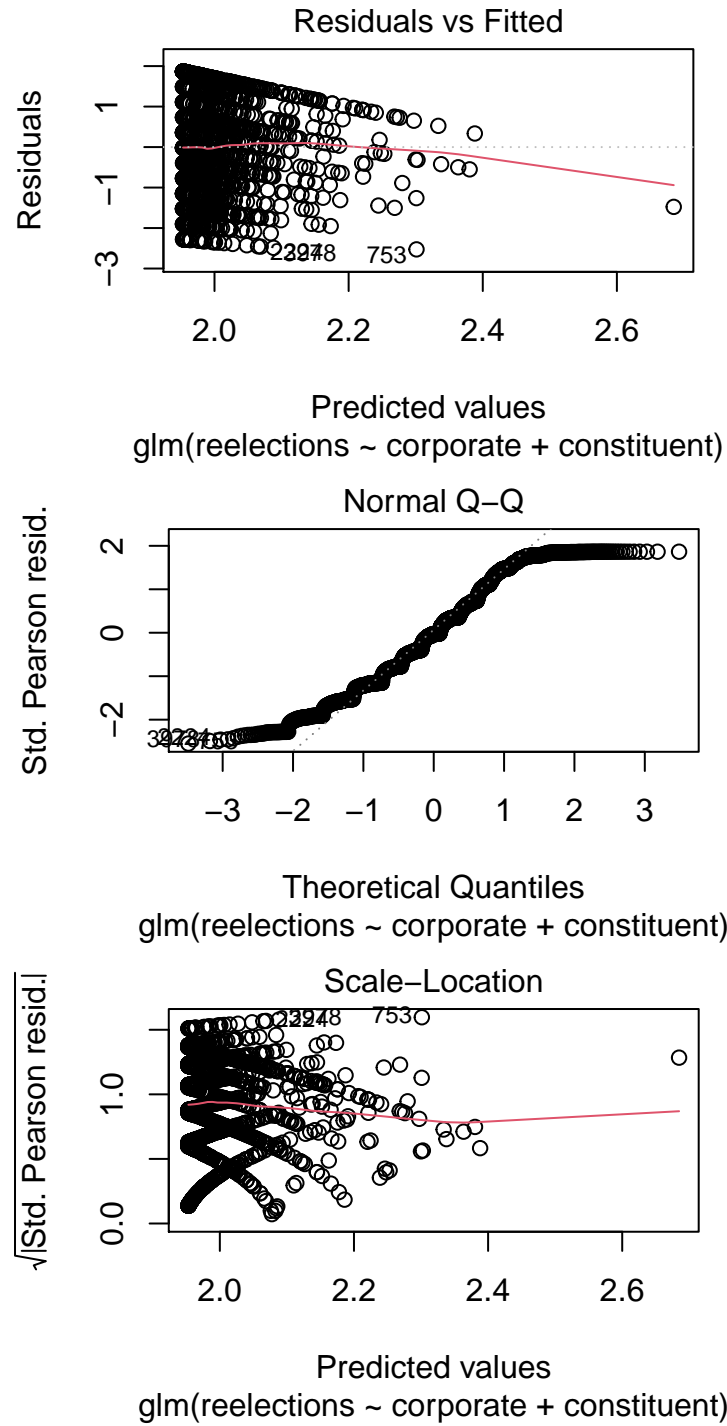 Residuals vs Fitted
Residuals
1
−1
−3
753
2.0
2.2
2.4
2.6
Predicted values
glm(reelections ~ corporate + constituent)
Normal Q−Q
Std. Pearson resid.
2
0
−2
−3
−2
−1
0
1
2
3
Theoretical Quantiles
glm(reelections ~ corporate + constituent)
Scale−Location
√|Std. Pearson resid.|
1.0
0.0
753
2.0
2.2
2.4
2.6
Predicted values
glm(reelections ~ corporate + constituent)